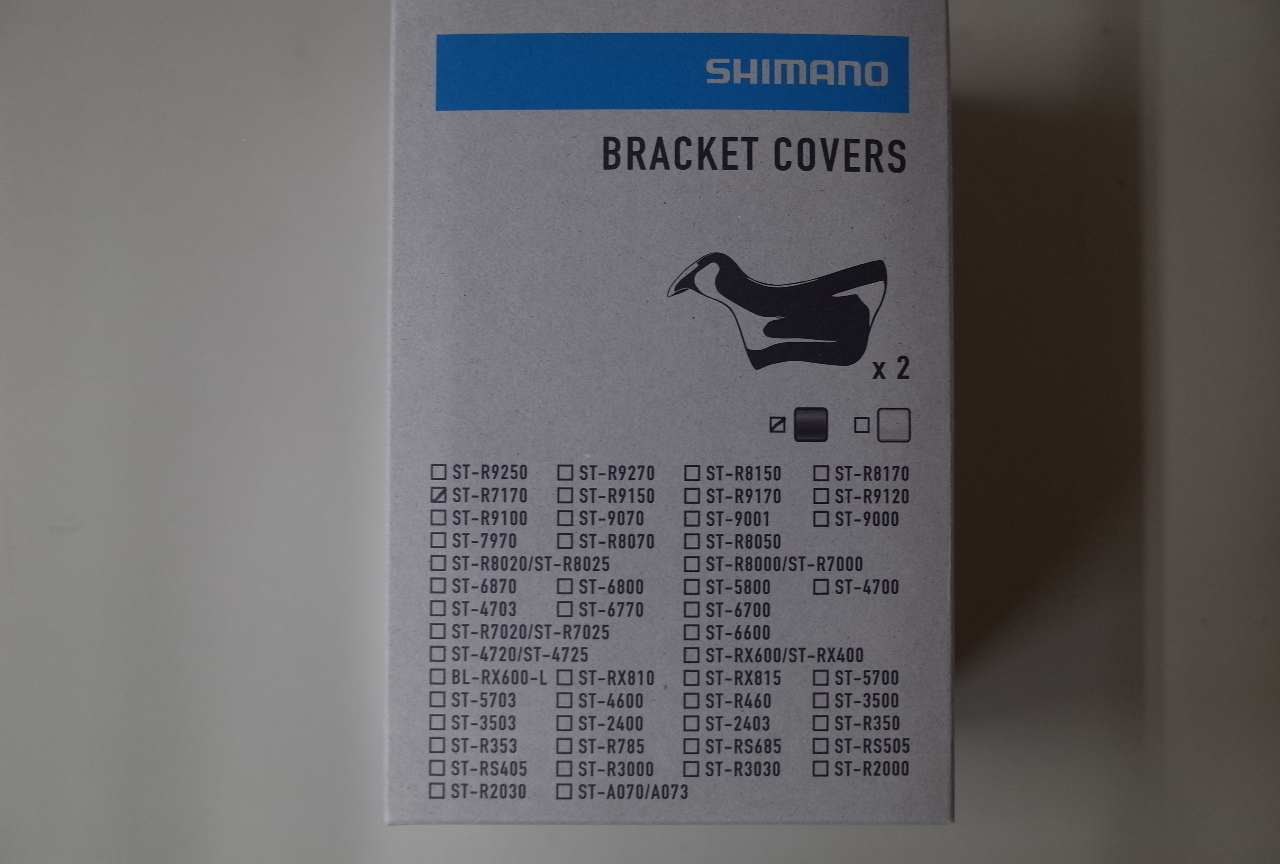 SHIMANO
BRACKET COVERS
x 2
ST-R9250 ST-R9270 ST-R8150 ST-R8170
ST-R7170 ST-R9150 ST-R9170 ST-R9120
ST-R9100 ST-9070 ST-9001 ST-9000
ST-7970 ST-R8070 ST-R8050
ST-R8020/ST-R8025 ST-R8000/ST-R7000
ST-6870 ST-6800 ST-5800 ST-4700
ST-4703 ST-6770 ST-6700
ST-R7020/ST-R7025 ST-6600
ST-4720/ST-4725 ST-RX600/ST-RX400
BL-RX600-L ST-RX810 ST-RX815 ST-5700
ST-5703 ST-4600 ST-R460 ST-3500
ST-3503 ST-2400 ST-2403 ST-R350
ST-R353 ST-R785 ST-RS685 ST-RS505
ST-RS405 ST-R3000 ST-R3030 ST-R2000
ST-R2030 ST-A070/A073